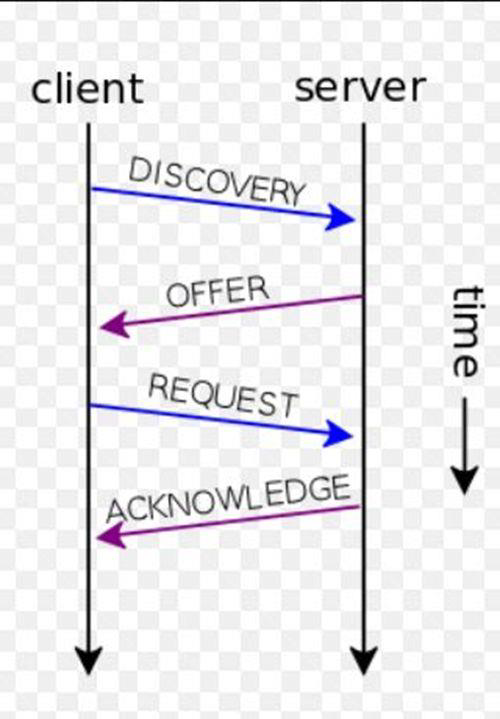 client
server
DISCOVERY
OFFER
time
REQUEST
ACKNOWLEDGE